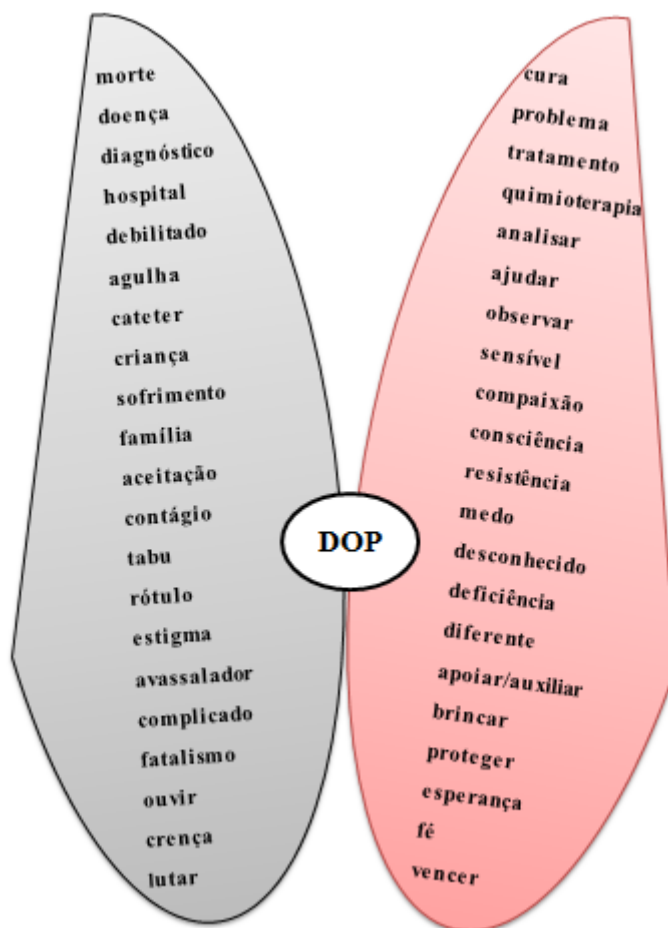 morte
doença
diagnóstico
hospital
debilitado
agulha
cateter
criança
sofrimento
família
aceitação
contágio
tabu
rótulo
estigma
avassalador
complicado
fatalismo
ouvir
crença
lutar
DOP
cura
problema
tratamento
quimioterapia
analisar
ajudar
observar
sensível
compaixão
consciência
resistência
medo
desconhecido
deficiência
diferente
apoiar/auxiliar
brincar
proteger
esperança
fé
vencer